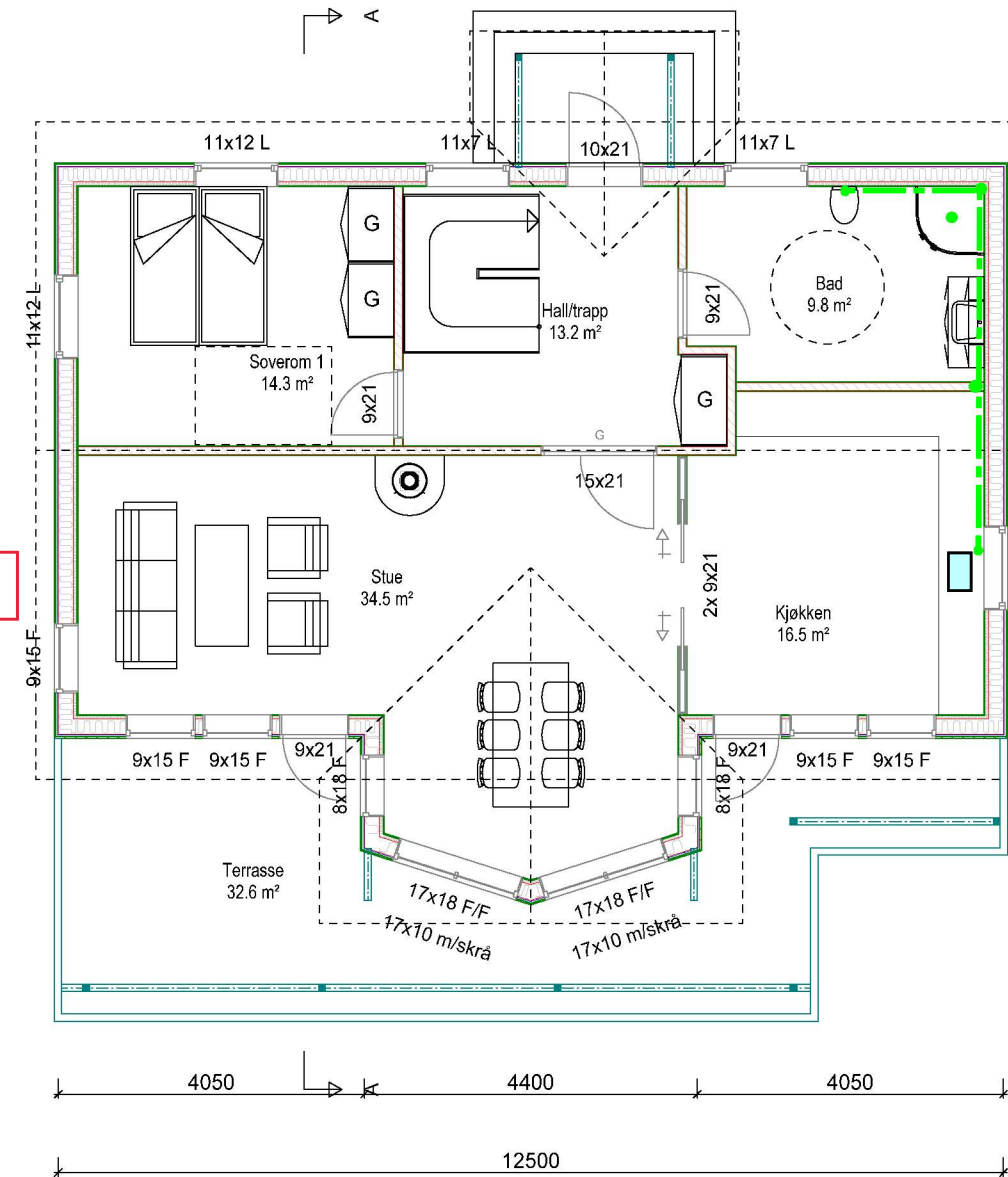 A
11x12 L
11x7 L
10x21
11x7 L
G
G
11x12 L
Hall/trapp
13.2 m²
9x21
Bad
9.8 m²
Soverom 1
14.3 m²
9x21
G
G
15x21
Stue
34.5 m²
2x 9x21
Kjøkken
16.5 m²
9x15 F
9x15 F
9x15 F
9x21
8x18 F
8x18 F
9x21
9x15 F
9x15 F
Terrasse
32.6 m²
17x18 F/F
17x18 F/F
17x10 m/skrå
17x10 m/skrå
4050
A
4400
4050
12500